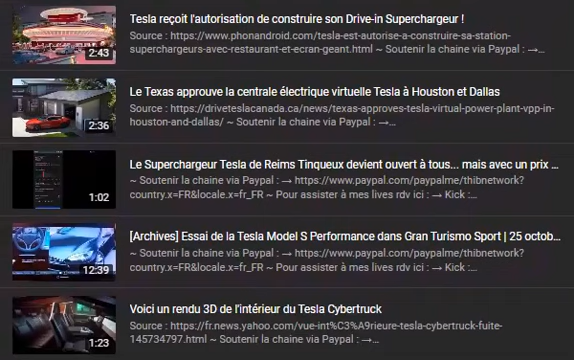 Tesla reçoit l'autorisation de construire son Drive-in Supercharger !
Source : https://www.phonandroid.com/tesla-est-autorise-a-construire-sa-station-
superchargeurs-avec-restaurant-et-ecran-geant.html ~ Soutenir la chaine via Paypal : →...
2:43
Le Texas approuve la centrale électrique virtuelle Tesla à Houston et Dallas
Source : https://driveteslacanada.ca/news/texas-approves-tesla-virtual-power-plant-vpp-in-
houston-and-dallas/ ~ Soutenir la chaine via Paypal : →...
2:36
Le Superchargeur Tesla de Reims Tinqueux devient ouvert à tous... mais avec un prix ...
~ Soutenir la chaine via Paypal : → https://www.paypal.com/paypalme/thibnetwork?
country.x=FR&locale.x=fr_FR ~ Pour assister à mes lives rdv ici : → Kick :...
1:02
[Archives] Essai de la Tesla Model S Performance dans Gran Turismo Sport | 25 octob...
~ Soutenir la chaine via Paypal : → https://www.paypal.com/paypalme/thibnetwork?
country.x=FR&locale.x=fr_FR ~ Pour assister à mes lives rdv ici : → Kick :...
12:39
Voici un rendu 3D de l'intérieur du Tesla Cybertruck
Source : https://fr.news.yahoo.com/vue-int%C3%A9rieure-tesla-cybertruck-fuite-
145734797.html ~ Soutenir la chaine via Paypal : →...
1:23